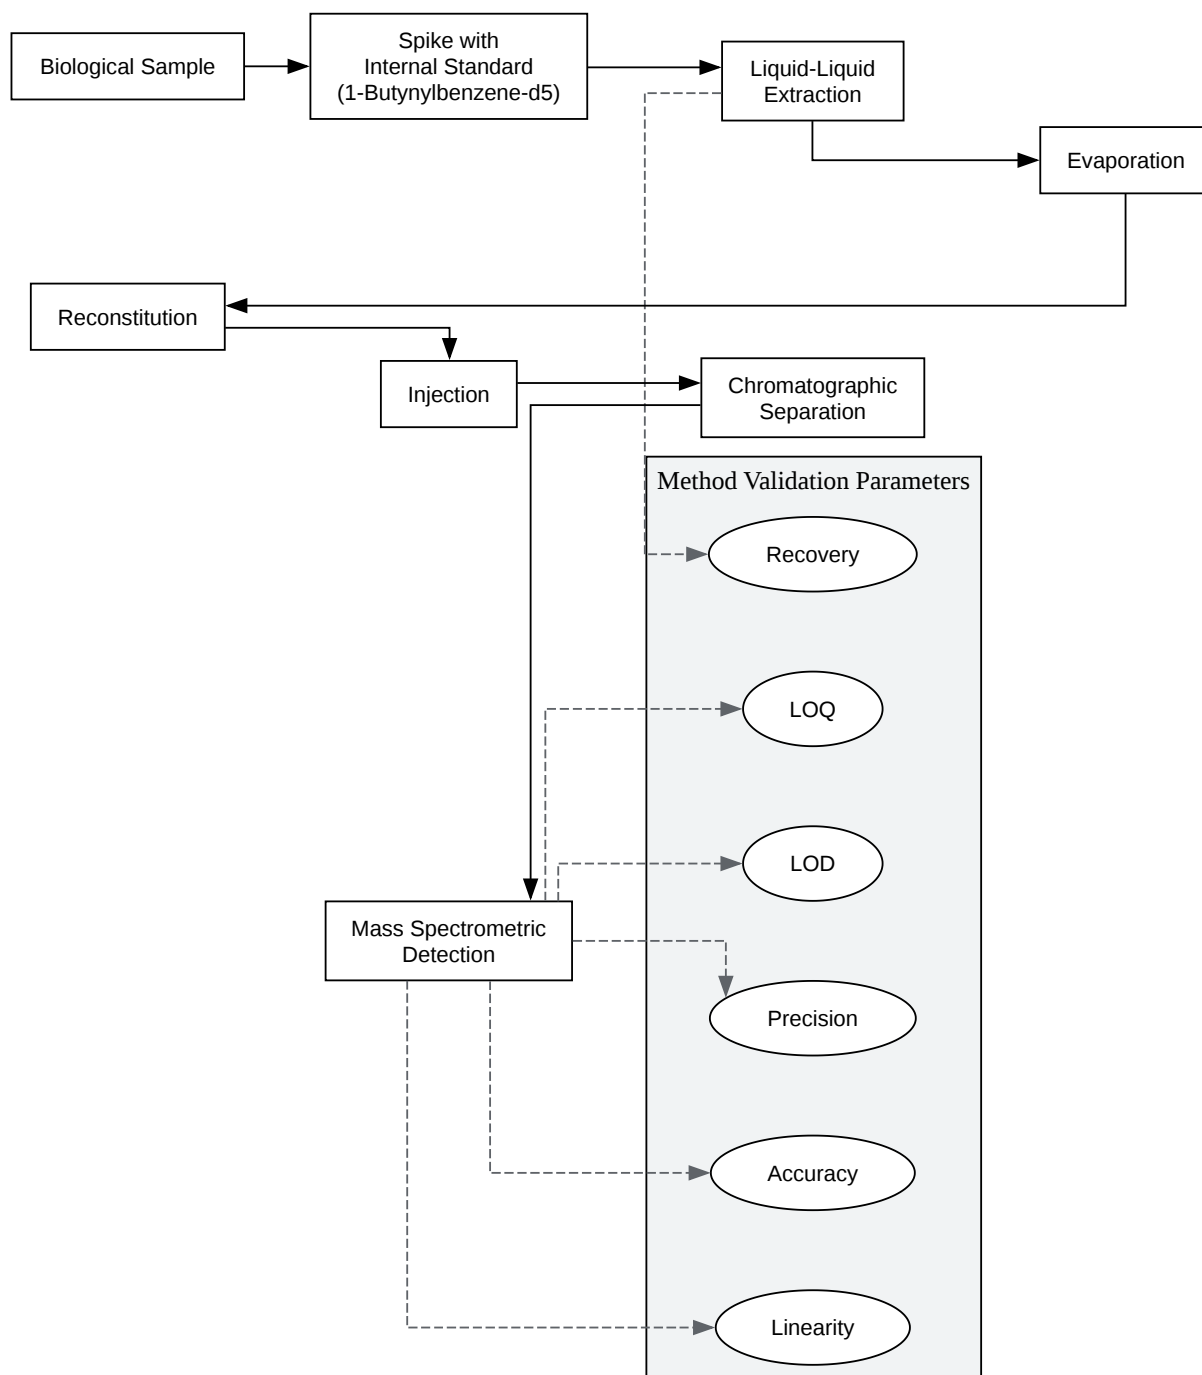 Biological Sample
Spike with
Internal Standard
(1-Butynylbenzene-d5)
Liquid-Liquid
Extraction
Evaporation
Reconstitution
Injection
Chromatographic
Separation
Method Validation Parameters
Recovery
LOQ
LOD
Mass Spectrometric
Detection
Precision
Accuracy
Linearity